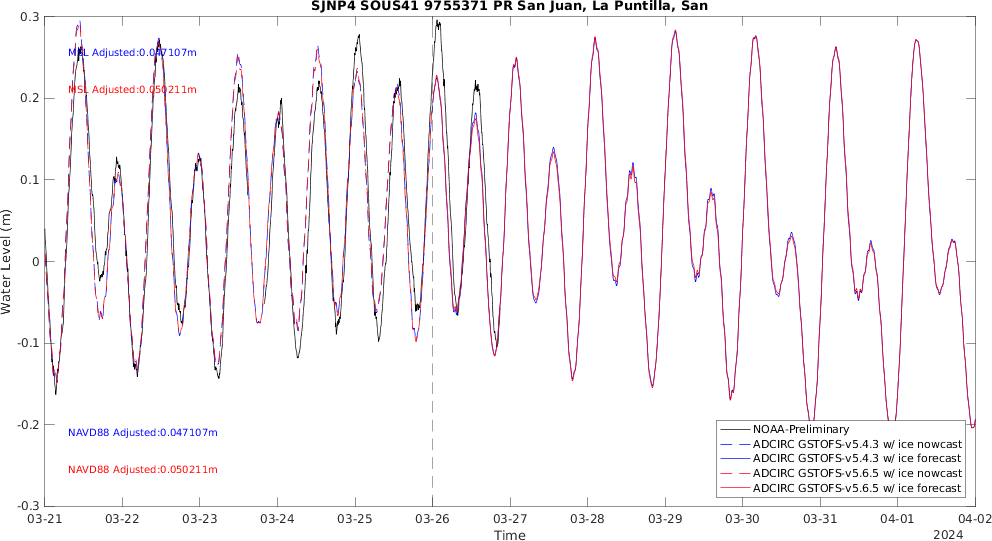 SJNP4 SOUS41 9755371 PR San Juan, La Puntilla, San
0.3
0.2
0.1
0
-0.1
-0.2
-0.3
Water Level (m)
MSL Adjusted:0.047107m
MSL Adjusted:0.050211m
NAVD88 Adjusted:0.047107m
NAVD88 Adjusted:0.050211m
NOAA-Preliminary
ADCIRC GSTOFS-v5.4.3 w/ ice nowcast
ADCIRC GSTOFS-v5.4.3 w/ ice forecast
ADCIRC GSTOFS-v5.6.5 w/ ice nowcast
ADCIRC GSTOFS-v5.6.5 w/ ice forecast
03-21 03-22 03-23 03-24 03-25 03-26 03-27 03-28 03-29 03-30 03-31 04-01 04-02
Time
2024